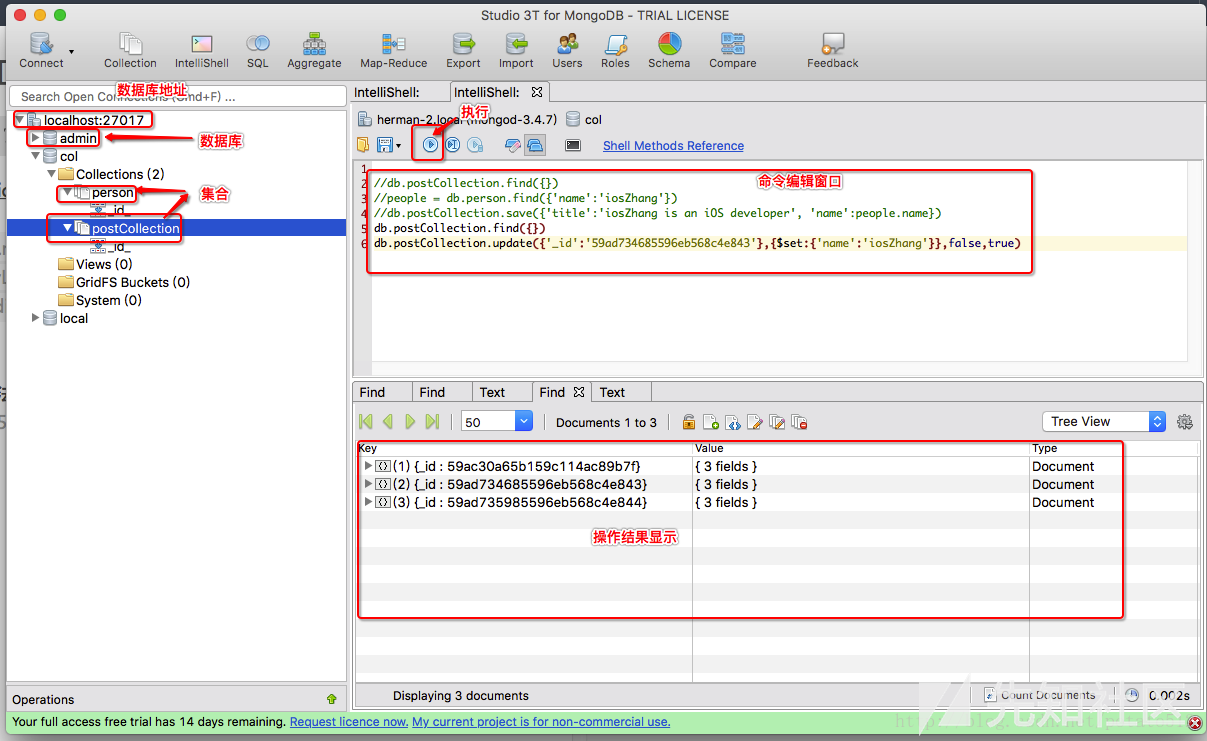 Studio 3T for MongoDB - TRIAL LICENSE
Connect Collection IntelliShell SQL Aggregate Map-Reduce Export Import Users Roles Schema Compare Feedback
数据库地址
Search Open Connections (Cmd+F) ...
IntelliShell: IntelliShell:
localhost:27017
执行
herman-2.local (mongod-3.4.7) col
admin
数据库
Shell Methods Reference
col
Collections (2)
person
集合
_id_
postCollection
_id_
Views (0)
GridFS Buckets (0)
System (0)
local
命令编辑窗口
1
2 //db.postCollection.find({})
3 //people = db.person.find({'name':'iosZhang'})
4 //db.postCollection.save({'title':'iosZhang is an iOS developer', 'name':people.name})
5 db.postCollection.find({})
6 db.postCollection.update({'_id':'59ad734685596eb568c4e843'},{$set:{'name':'iosZhang'}},false,true)
Find Find Text Find Text
50 Documents 1 to 3 Tree View
Key Value Type
(1) {_id : 59ac30a65b159c114ac89b7f} { 3 fields } Document
(2) {_id : 59ad734685596eb568c4e843} { 3 fields } Document
(3) {_id : 59ad735985596eb568c4e844} { 3 fields } Document
操作结果显示
Operations
Displaying 3 documents Count Documents 0.002s
先知社区
Your full access free trial has 14 days remaining. Request licence now. My current project is for non-commercial use.